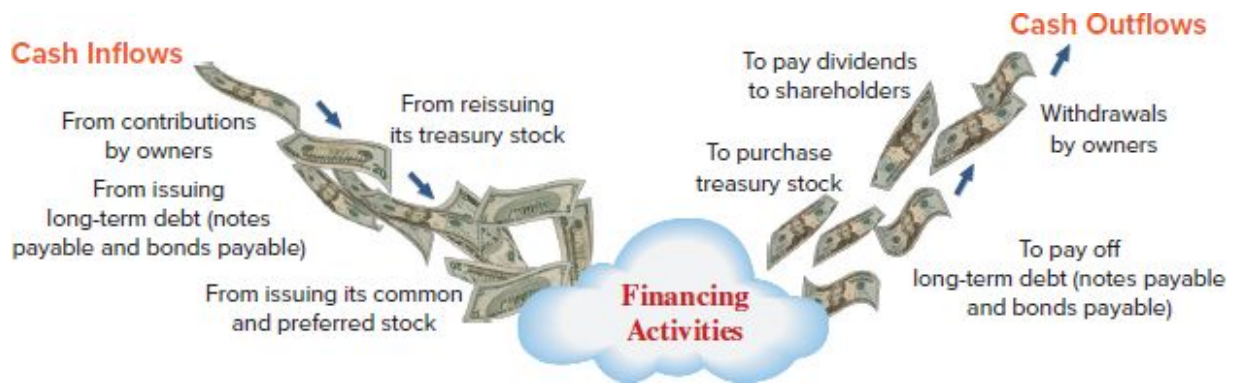 Cash Inflows
From contributions
by owners
From reissuing
its treasury stock
From issuing
long-term debt (notes
payable and bonds payable)
From issuing its common
and preferred stock
Financing
Activities
Cash Outflows
To pay dividends
to shareholders
Withdrawals
by owners
To purchase
treasury stock
To pay off
long-term debt (notes payable
and bonds payable)